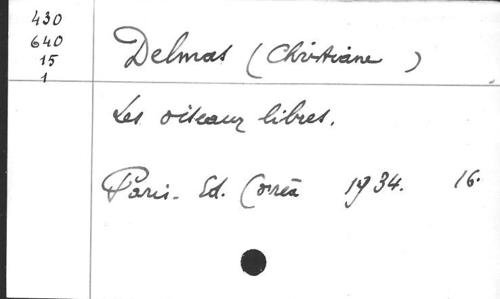 430
640
15
1
Delmas (Christiane)
Les oiseaux libres.
Paris. Ed. Corrêa 1934. 16.